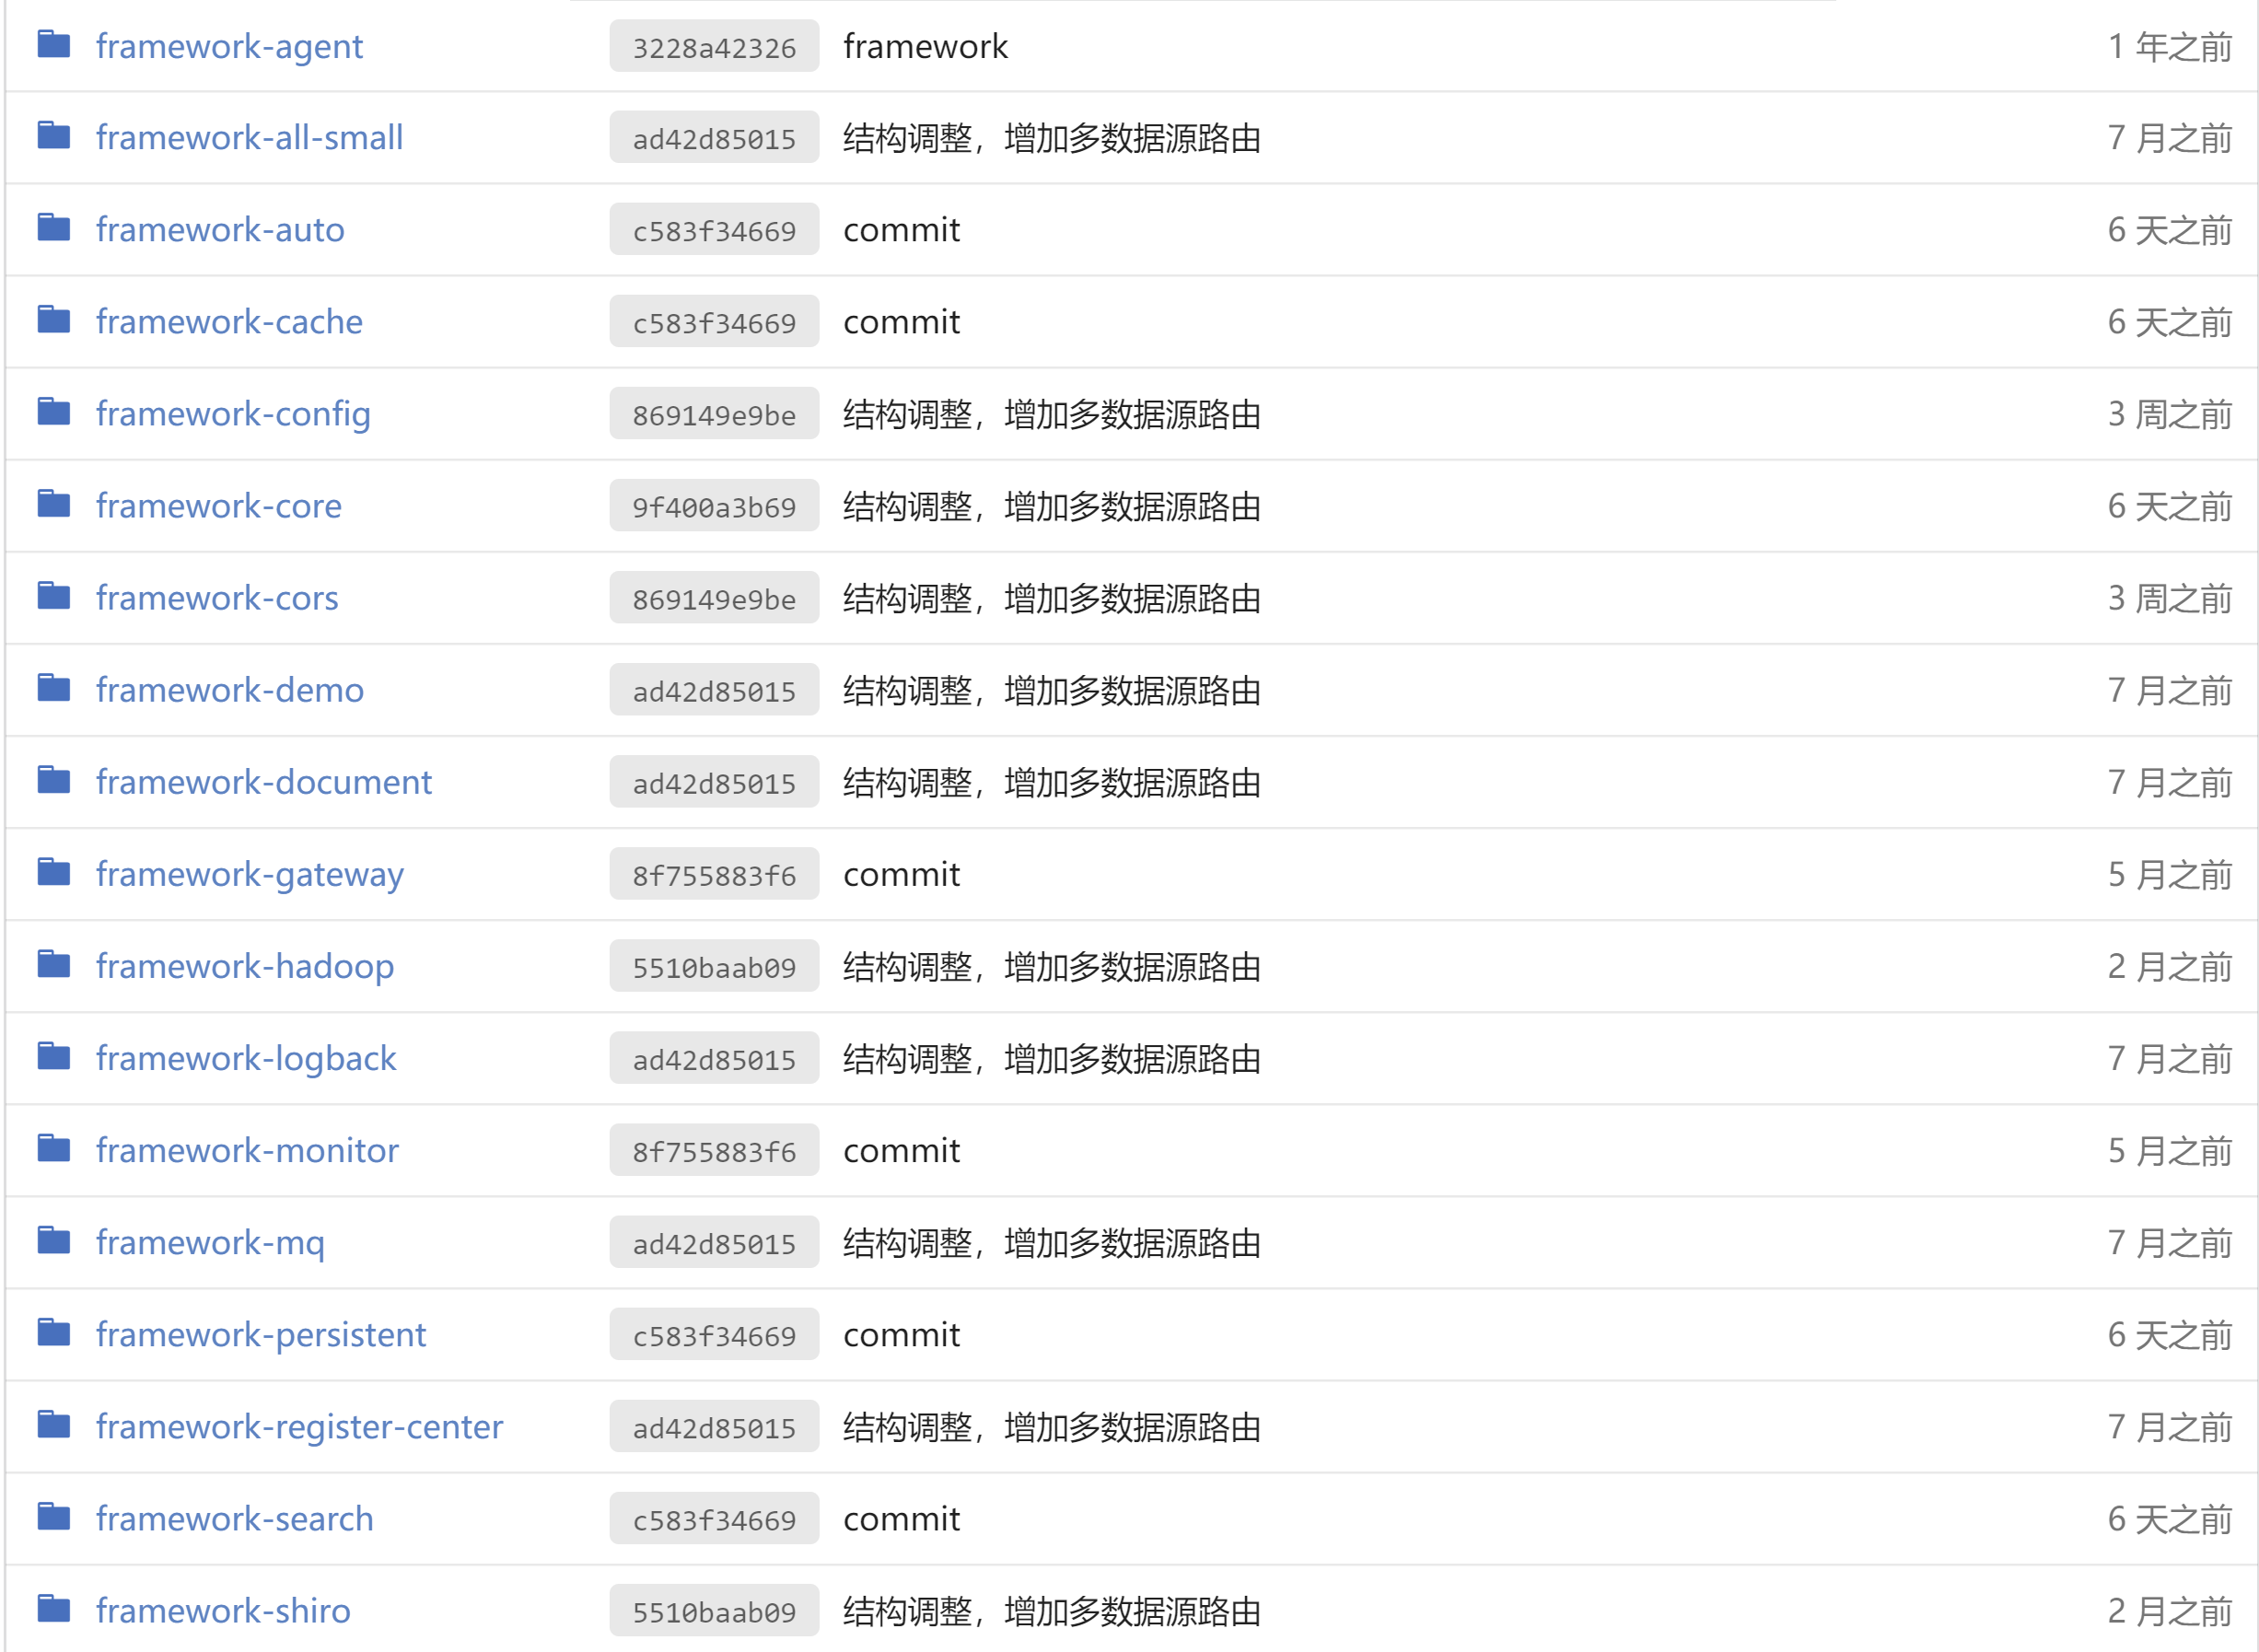 framework-agent 3228a42326 framework 1 年之前
framework-all-small ad42d85015 结构调整，增加多数据源路由 7 月之前
framework-auto c583f34669 commit 6 天之前
framework-cache c583f34669 commit 6 天之前
framework-config 869149e9be 结构调整，增加多数据源路由 3 周之前
framework-core 9f400a3b69 结构调整，增加多数据源路由 6 天之前
framework-cors 869149e9be 结构调整，增加多数据源路由 3 周之前
framework-demo ad42d85015 结构调整，增加多数据源路由 7 月之前
framework-document ad42d85015 结构调整，增加多数据源路由 7 月之前
framework-gateway 8f755883f6 commit 5 月之前
framework-hadoop 5510baab09 结构调整，增加多数据源路由 2 月之前
framework-logback ad42d85015 结构调整，增加多数据源路由 7 月之前
framework-monitor 8f755883f6 commit 5 月之前
framework-mq ad42d85015 结构调整，增加多数据源路由 7 月之前
framework-persistent c583f34669 commit 6 天之前
framework-register-center ad42d85015 结构调整，增加多数据源路由 7 月之前
framework-search c583f34669 commit 6 天之前
framework-shiro 5510baab09 结构调整，增加多数据源路由 2 月之前